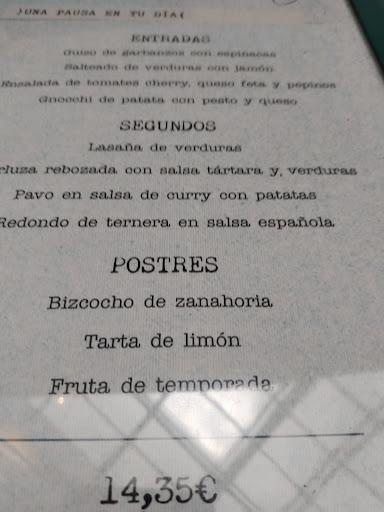 )UNA PAUSA EN TU DÍA(
ENTRADAS
Guiso de garbanzos con espinacas
Salteado de verduras con jamón
Ensalada de tomates cherry, queso feta y pepinos
Gnocchi de patata con pesto y queso
SEGUNDOS
Lasaña de verduras
rluza rebozada con salsa tártara y, verduras
Pavo en salsa de curry con patatas
Redondo de ternera en salsa española
POSTRES
Bizcocho de zanahoria
Tarta de limón
Fruta de temporada
14,35€